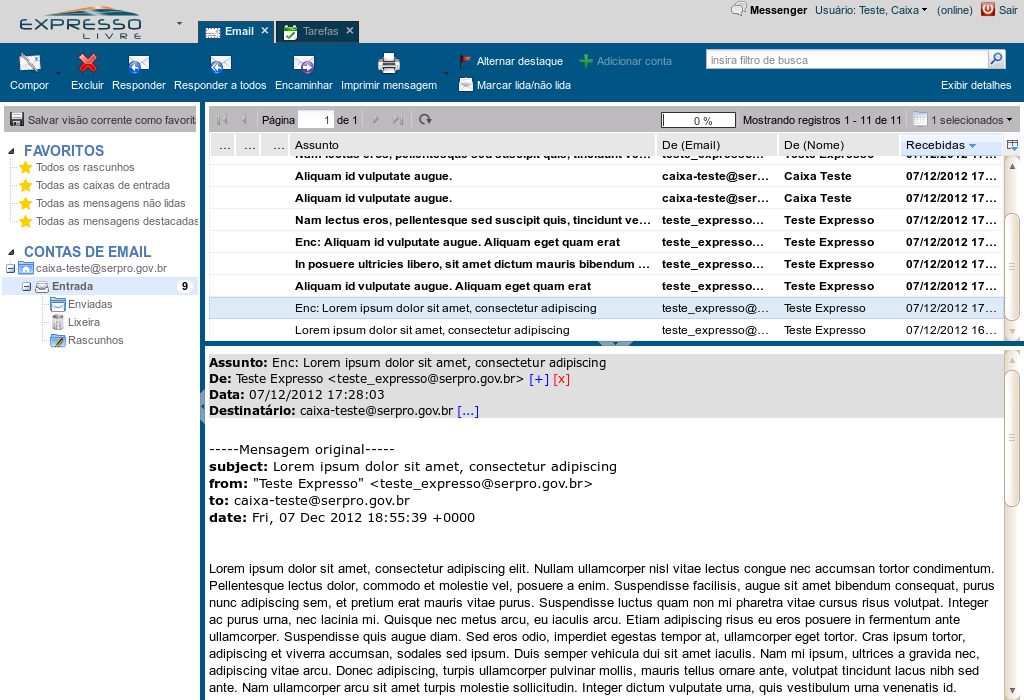 EXPRESSO
LIVRE
Email
Tarefas
Messenger
Usuário: Teste, Caixa
(online)
Sair
Compor
Excluir
Responder
Responder a todos
Encaminhar
Imprimir mensagem
Alternar destaque
Adicionar conta
Marcar lida/não lida
insira filtro de busca
Exibir detalhes
Salvar visão corrente como favorit
FAVORITOS
Todos os rascunhos
Todas as caixas de entrada
Todas as mensagens não lidas
Todas as mensagens destacadas
CONTAS DE EMAIL
caixa-teste@serpro.gov.br
Entrada 9
Enviadas
Lixeira
Rascunhos
Página 1 de 1
0 %
Mostrando registros 1 - 11 de 11
1 selecionados
... ... ... Assunto De (Email) De (Nome) Recebidas
Nam lectus eros, pellentesque sed suscipit quis, tincidunt ve... teste_expresso... Teste Expresso 07/12/2012 17...
Aliquam id vulputate augue. caixa-teste@ser... Caixa Teste 07/12/2012 17...
Aliquam id vulputate augue. caixa-teste@ser... Caixa Teste 07/12/2012 17...
Nam lectus eros, pellentesque sed suscipit quis, tincidunt ve... teste_expresso... Teste Expresso 07/12/2012 17...
Enc: Aliquam id vulputate augue. Aliquam eget quam erat teste_expresso... Teste Expresso 07/12/2012 17...
In posuere ultricies libero, sit amet dictum mauris bibendum ... teste_expresso... Teste Expresso 07/12/2012 17...
Aliquam id vulputate augue. Aliquam eget quam erat teste_expresso... Teste Expresso 07/12/2012 17...
Enc: Lorem ipsum dolor sit amet, consectetur adipiscing teste_expresso@... Teste Expresso 07/12/2012 17...
Lorem ipsum dolor sit amet, consectetur adipiscing teste_expresso@... Teste Expresso 07/12/2012 16...
Assunto: Enc: Lorem ipsum dolor sit amet, consectetur adipiscing
De: Teste Expresso <teste_expresso@serpro.gov.br> [+] [x]
Data: 07/12/2012 17:28:03
Destinatário: caixa-teste@serpro.gov.br [...]
-----Mensagem original-----
subject: Lorem ipsum dolor sit amet, consectetur adipiscing
from: "Teste Expresso" <teste_expresso@serpro.gov.br>
to: caixa-teste@serpro.gov.br
date: Fri, 07 Dec 2012 18:55:39 +0000
Lorem ipsum dolor sit amet, consectetur adipiscing elit. Nullam ullamcorper nisl vitae lectus congue nec accumsan tortor condimentum.
Pellentesque lectus dolor, commodo et molestie vel, posuere a enim. Suspendisse facilisis, augue sit amet bibendum consequat, purus
nunc adipiscing sem, et pretium erat mauris vitae purus. Suspendisse luctus quam non mi pharetra vitae cursus risus volutpat. Integer
ac purus urna, nec lacinia mi. Quisque nec metus arcu, eu iaculis arcu. Etiam adipiscing risus eu eros posuere in fermentum ante
ullamcorper. Suspendisse quis augue diam. Sed eros odio, imperdiet egestas tempor at, ullamcorper eget tortor. Cras ipsum tortor,
adipiscing et viverra accumsan, sodales sed ipsum. Duis semper vehicula dui sit amet iaculis. Nam mi ipsum, ultrices a gravida nec,
adipiscing vitae arcu. Donec adipiscing, turpis ullamcorper pulvinar mollis, mauris tellus ornare ante, volutpat tincidunt lacus nibh sed
ante. Nam ullamcorper arcu sit amet turpis molestie sollicitudin. Integer dictum vulputate urna, quis vestibulum urna venenatis id.